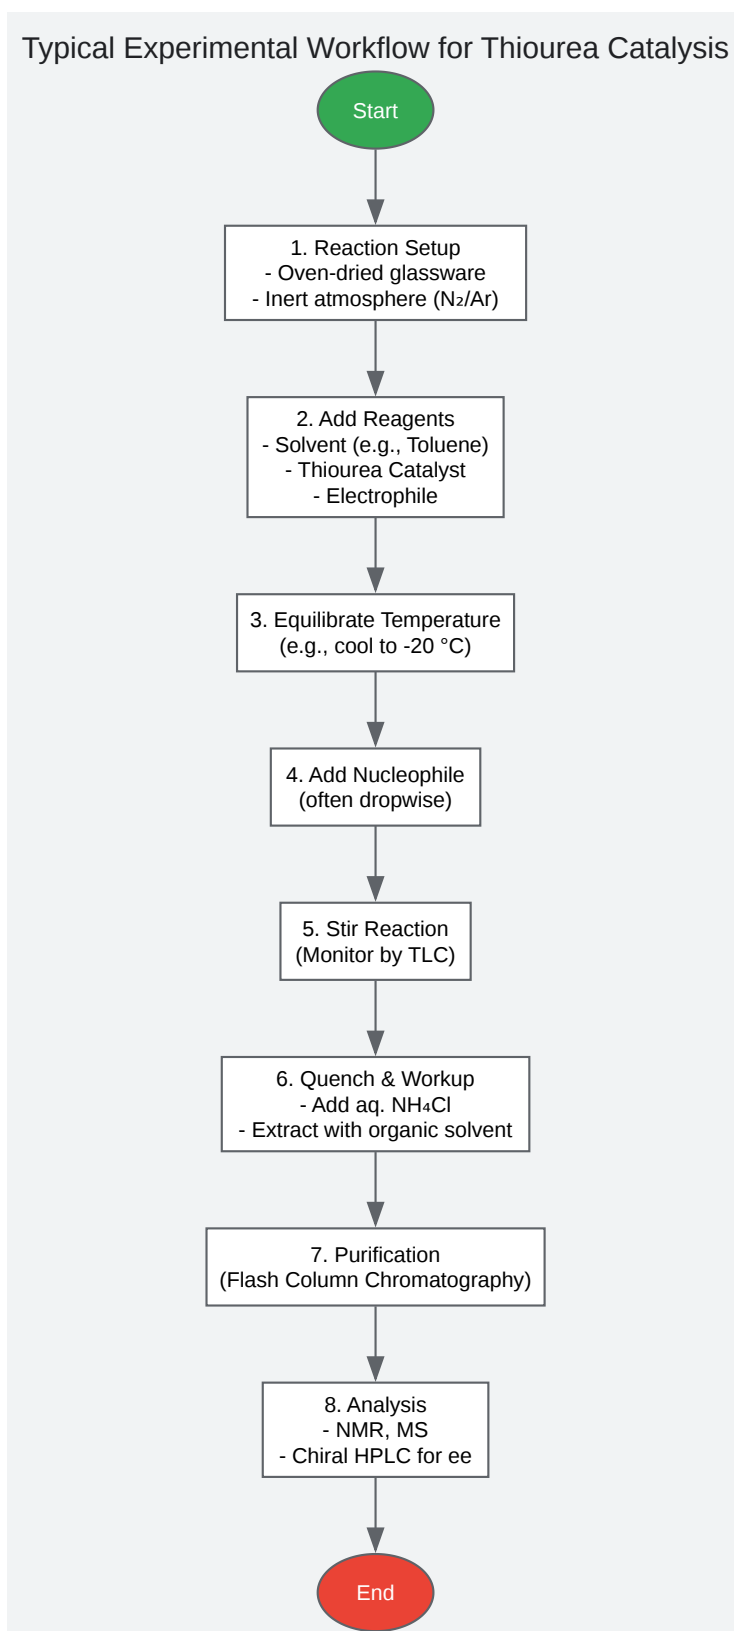 Typical Experimental Workflow for Thiourea Catalysis
Start
1. Reaction Setup
- Oven-dried glassware
- Inert atmosphere (N₂/Ar)
2. Add Reagents
- Solvent (e.g., Toluene)
- Thiourea Catalyst
- Electrophile
3. Equilibrate Temperature
(e.g., cool to -20 °C)
4. Add Nucleophile
(often dropwise)
5. Stir Reaction
(Monitor by TLC)
6. Quench & Workup
- Add aq. NH₄Cl
- Extract with organic solvent
7. Purification
(Flash Column Chromatography)
8. Analysis
- NMR, MS
- Chiral HPLC for ee
End